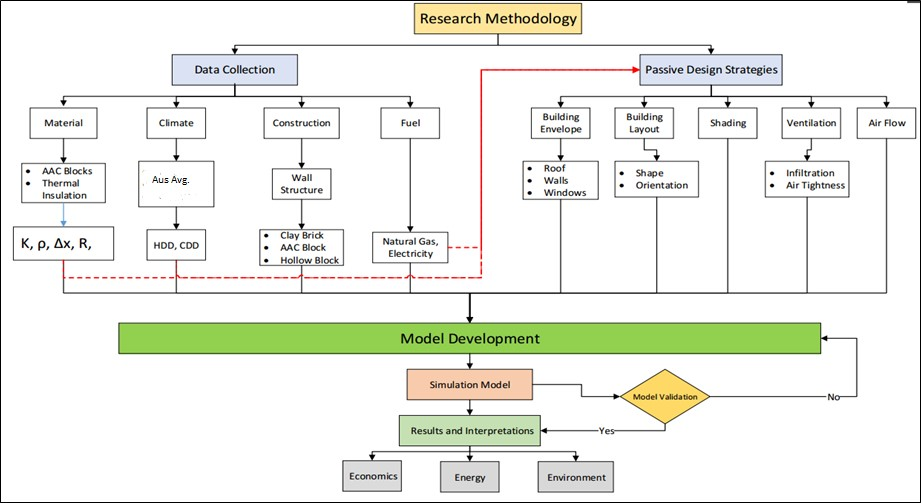 Research Methodology
Data Collection
Passive Design Strategies
Material
Climate
Construction
Fuel
Building
Envelope
Building
Layout
Shading
Ventilation
Air Flow
• AAC Blocks
• Thermal
Insulation
Aus Avg.
Wall
Structure
• Roof
• Walls
• Windows
• Shape
• Orientation
• Infiltration
• Air Tightness
K, ρ, Δx, R,
HDD, CDD
• Clay Brick
• AAC Block
• Hollow Block
Natural Gas,
Electricity
Model Development
Simulation Model
Model Validation
No
Results and Interpretations
Yes
Economics
Energy
Environment